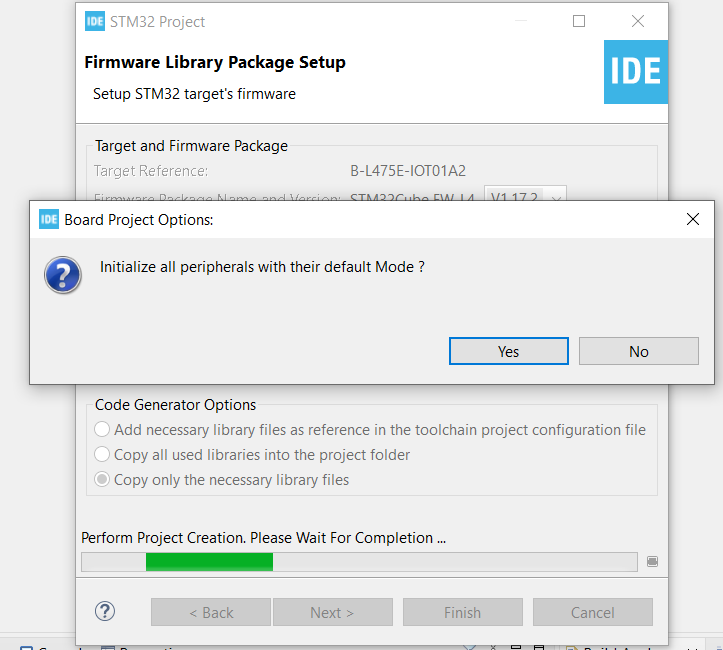 IDE STM32 Project
Firmware Library Package Setup
Setup STM32 target's firmware
IDE
Target and Firmware Package
Target Reference: B-L475E-IOT01A2
Firmware Package Name and Version: STM32Cube FW_L4 V1.17.2
IDE Board Project Options:
? Initialize all peripherals with their default Mode ?
Yes No
Code Generator Options
Add necessary library files as reference in the toolchain project configuration file
Copy all used libraries into the project folder
Copy only the necessary library files
Perform Project Creation. Please Wait For Completion ...
? < Back Next > Finish Cancel